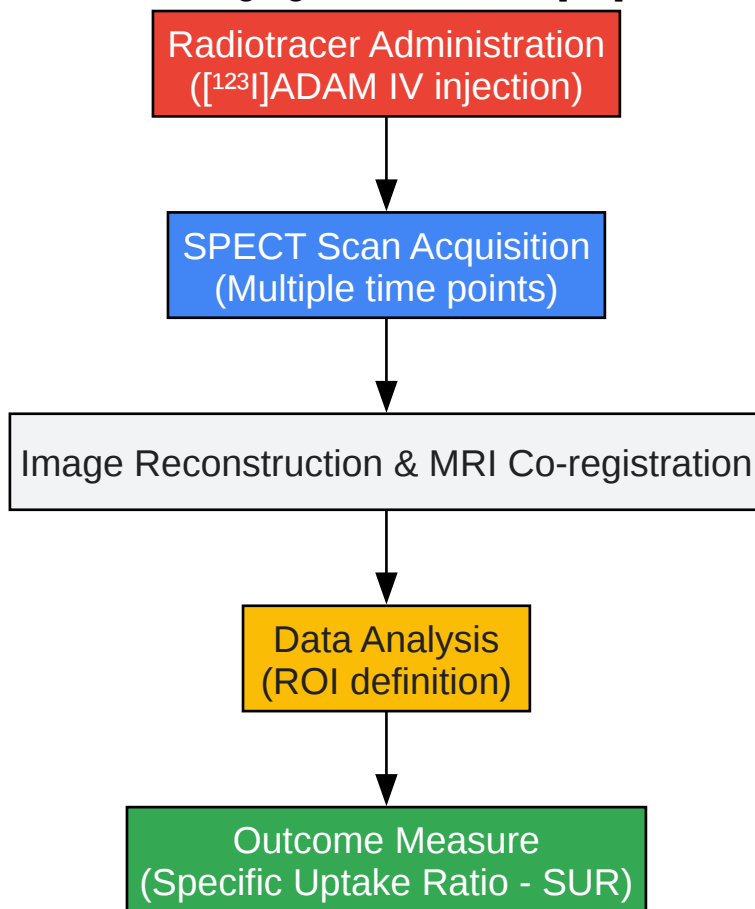 Radiotracer Administration
([¹²³I]ADAM IV injection)
SPECT Scan Acquisition
(Multiple time points)
Image Reconstruction & MRI Co-registration
Data Analysis
(ROI definition)
Outcome Measure
(Specific Uptake Ratio - SUR)